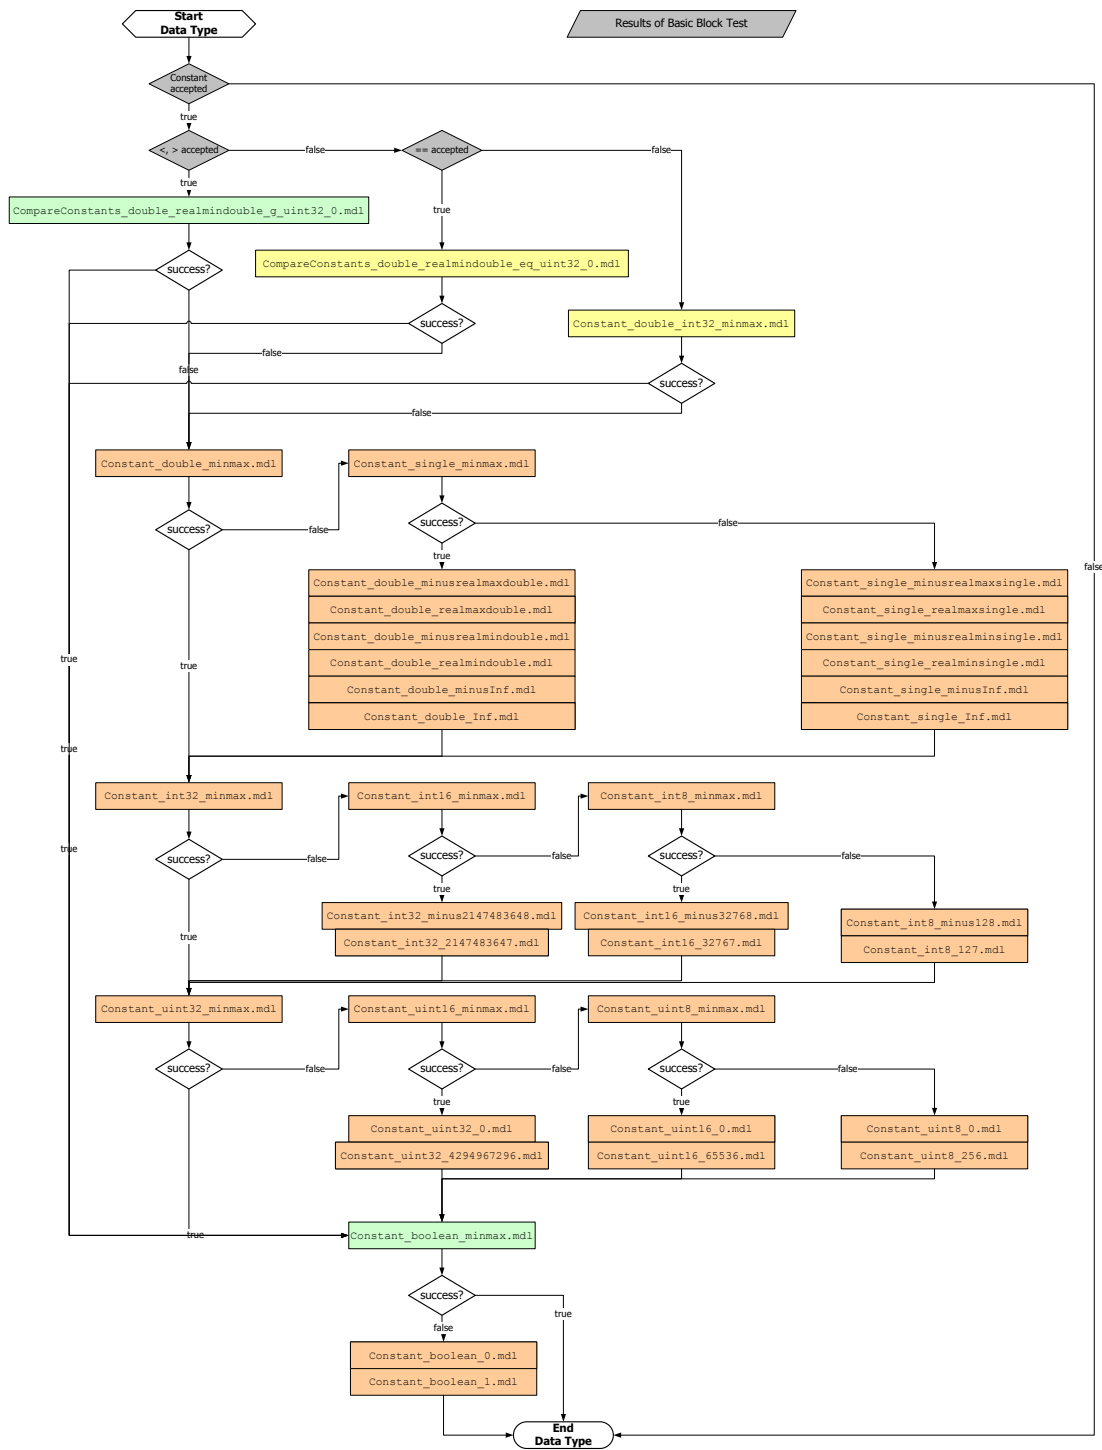 Start
Data Type
Results of Basic Block Test
Constant
accepted
true
false
<, > accepted
false
== accepted
false
true
true
CompareConstants_double_realmindouble_g_uint32_0.mdl
success?
CompareConstants_double_realmindouble_eq_uint32_0.mdl
success?
Constant_double_int32_minmax.mdl
false
false
success?
false
Constant_double_minmax.mdl
Constant_single_minmax.mdl
success?
false
success?
false
true
Constant_double_minusrealmaxdouble.mdl
Constant_double_realmaxdouble.mdl
Constant_double_minusrealmindouble.mdl
Constant_double_realmindouble.mdl
Constant_double_minusInf.mdl
Constant_double_Inf.mdl
Constant_single_minusrealmaxsingle.mdl
Constant_single_realmaxsingle.mdl
Constant_single_minusrealminsingle.mdl
Constant_single_realminsingle.mdl
Constant_single_minusInf.mdl
Constant_single_Inf.mdl
true
true
true
true
Constant_int32_minmax.mdl
Constant_int16_minmax.mdl
Constant_int8_minmax.mdl
success?
false
success?
false
success?
false
true
true
Constant_int32_minus2147483648.mdl
Constant_int32_2147483647.mdl
Constant_int16_minus32768.mdl
Constant_int16_32767.mdl
Constant_int8_minus128.mdl
Constant_int8_127.mdl
true
Constant_uint32_minmax.mdl
Constant_uint16_minmax.mdl
Constant_uint8_minmax.mdl
success?
false
success?
false
success?
false
true
true
Constant_uint32_0.mdl
Constant_uint32_4294967296.mdl
Constant_uint16_0.mdl
Constant_uint16_65536.mdl
Constant_uint8_0.mdl
Constant_uint8_256.mdl
true
Constant_boolean_minmax.mdl
success?
true
false
Constant_boolean_0.mdl
Constant_boolean_1.mdl
End
Data Type